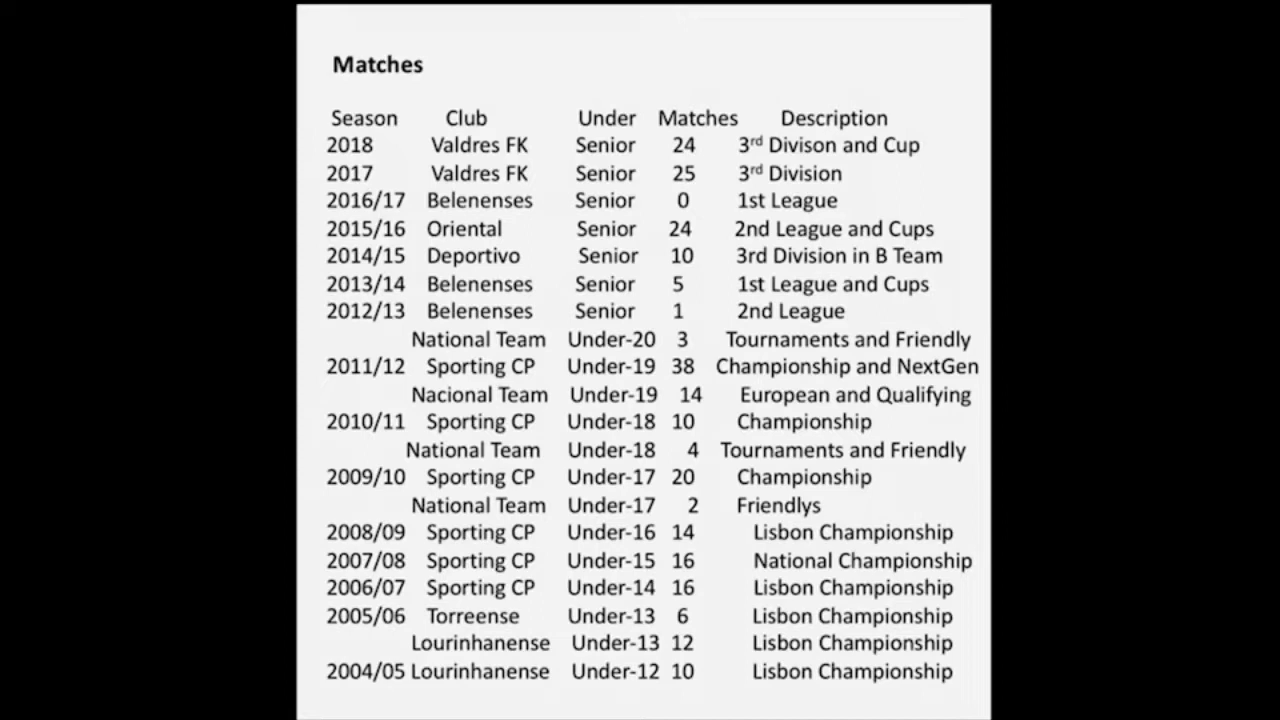 Matches
Season Club Under Matches Description
2018 Valdres FK Senior 24 3rd Divison and Cup
2017 Valdres FK Senior 25 3rd Division
2016/17 Belenenses Senior 0 1st League
2015/16 Oriental Senior 24 2nd League and Cups
2014/15 Deportivo Senior 10 3rd Division in B Team
2013/14 Belenenses Senior 5 1st League and Cups
2012/13 Belenenses Senior 1 2nd League
National Team Under-20 3 Tournaments and Friendly
2011/12 Sporting CP Under-19 38 Championship and NextGen
Nacional Team Under-19 14 European and Qualifying
2010/11 Sporting CP Under-18 10 Championship
National Team Under-18 4 Tournaments and Friendly
2009/10 Sporting CP Under-17 20 Championship
National Team Under-17 2 Friendlys
2008/09 Sporting CP Under-16 14 Lisbon Championship
2007/08 Sporting CP Under-15 16 National Championship
2006/07 Sporting CP Under-14 16 Lisbon Championship
2005/06 Torreense Under-13 6 Lisbon Championship
Lourinhanense Under-13 12 Lisbon Championship
2004/05 Lourinhanense Under-12 10 Lisbon Championship